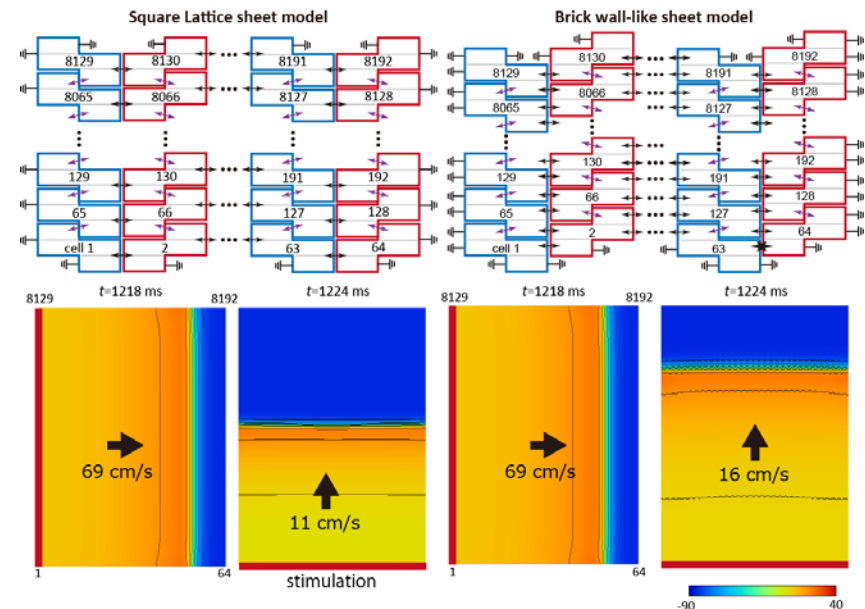 Square Lattice sheet model
Brick wall-like sheet model
8129 8130 8191 8192
8065 8066 8127 8128
129 130 191 192
65 66 127 128
cell 1 2 63 64
8130 8192
8129 8191
8066 8128
8065 8127
130 192
129 191
66 128
65 127
2 64
cell 1 63
t=1218 ms
t=1224 ms
t=1218 ms
t=1224 ms
8129 8192
8129 8192
69 cm/s
11 cm/s
69 cm/s
16 cm/s
1 64
stimulation
1 64
-90 40